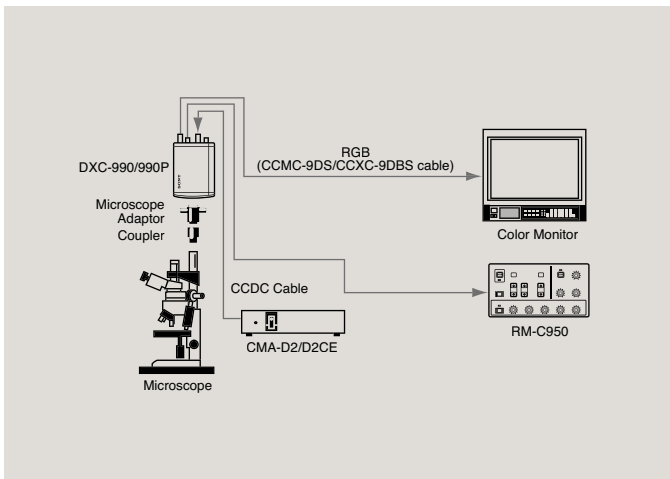 RGB
(CCMC-9DS/CCXC-9DBS cable)
DXC-990/990P
SONY
Microscope
Adaptor
Coupler
Color Monitor
CCDC Cable
RM-C950
CMA-D2/D2CE
Microscope